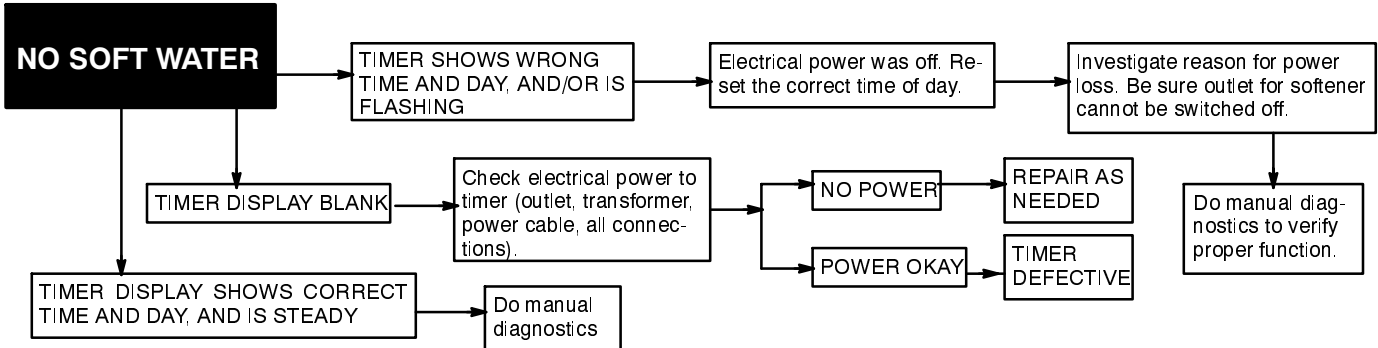 NO SOFT WATER
TIMER SHOWS WRONG
TIME AND DAY, AND/OR IS
FLASHING
Electrical power was off. Re-
set the correct time of day.
Investigate reason for power
loss. Be sure outlet for softener
cannot be switched off.
Do manual diag-
nostics to verify
proper function.
TIMER DISPLAY BLANK
Check electrical power to
timer (outlet, transformer,
power cable, all connec-
tions).
NO POWER
REPAIR AS
NEEDED
POWER OKAY
TIMER
DEFECTIVE
TIMER DISPLAY SHOWS CORRECT
TIME AND DAY, AND IS STEADY
Do manual
diagnostics